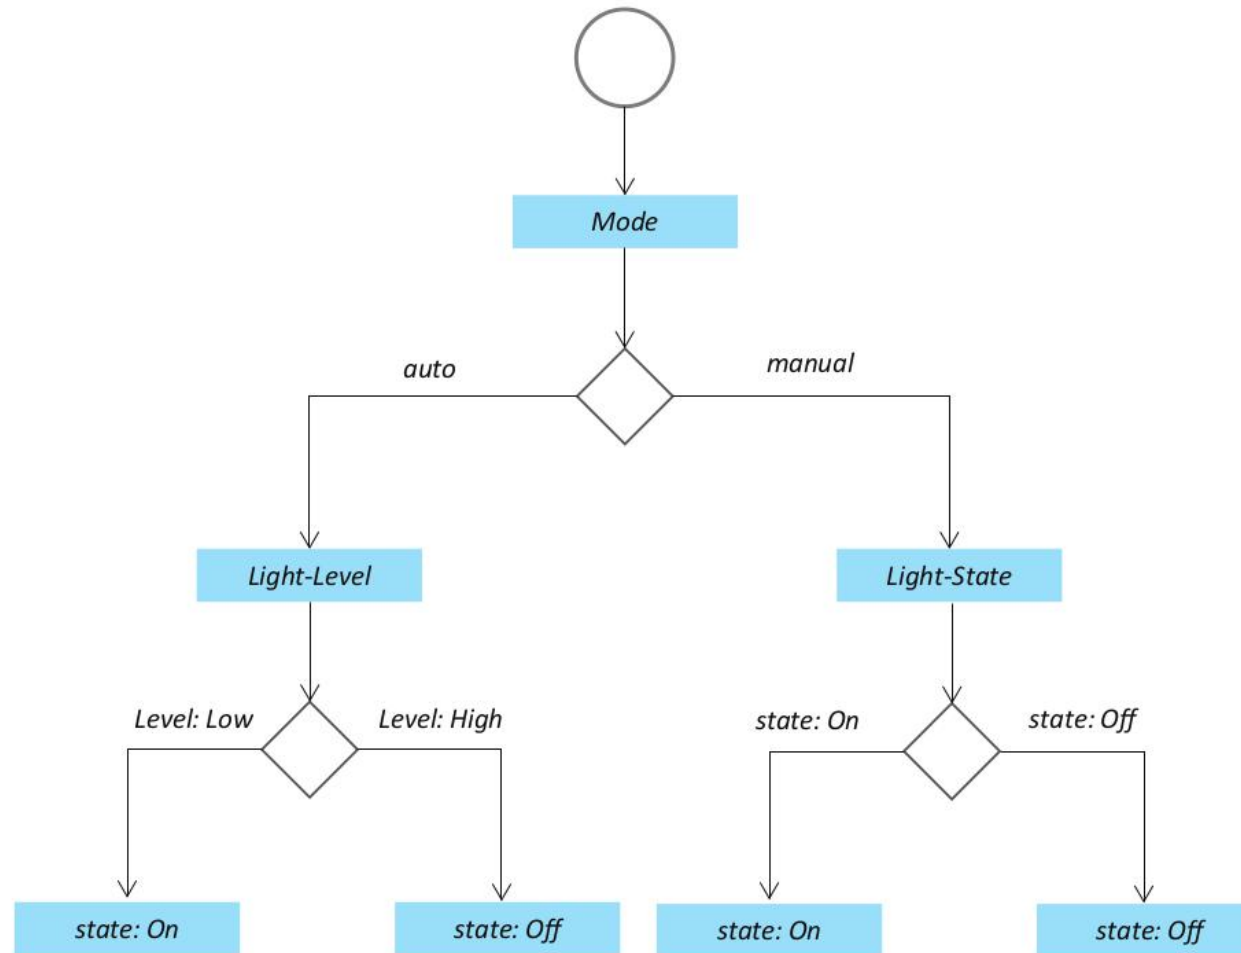 Mode
auto
manual
Light-Level
Light-State
Level: Low
Level: High
state: On
state: Off
state: On
state: Off
state: On
state: Off